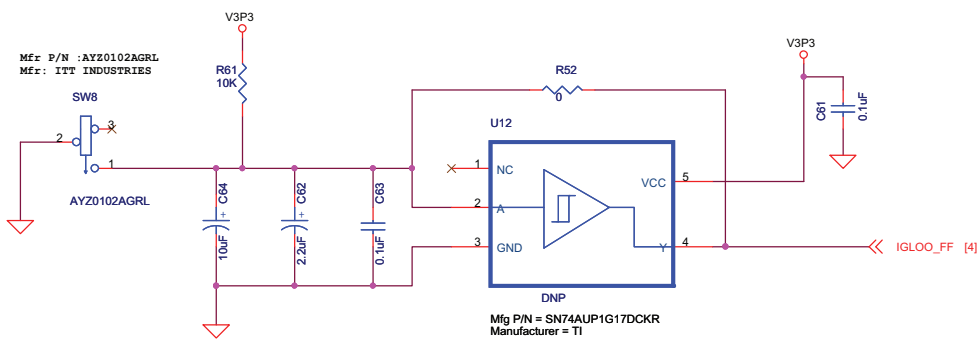 V3P3
Mfr P/N :AYZ0102AGRL
Mfr: ITT INDUSTRIES
R61
10K
SW8
3
2
1
AYZ0102AGRL
C64
+
10uF
C62
+
2.2uF
C63
0.1uF
R52
0
U12
1
NC
2
A
3
GND
VCC
5
4
Y
DNP
Mfg P/N = SN74AUP1G17DCKR
Manufacturer = TI
V3P3
C61
0.1uF
IGLOO_FF [4]